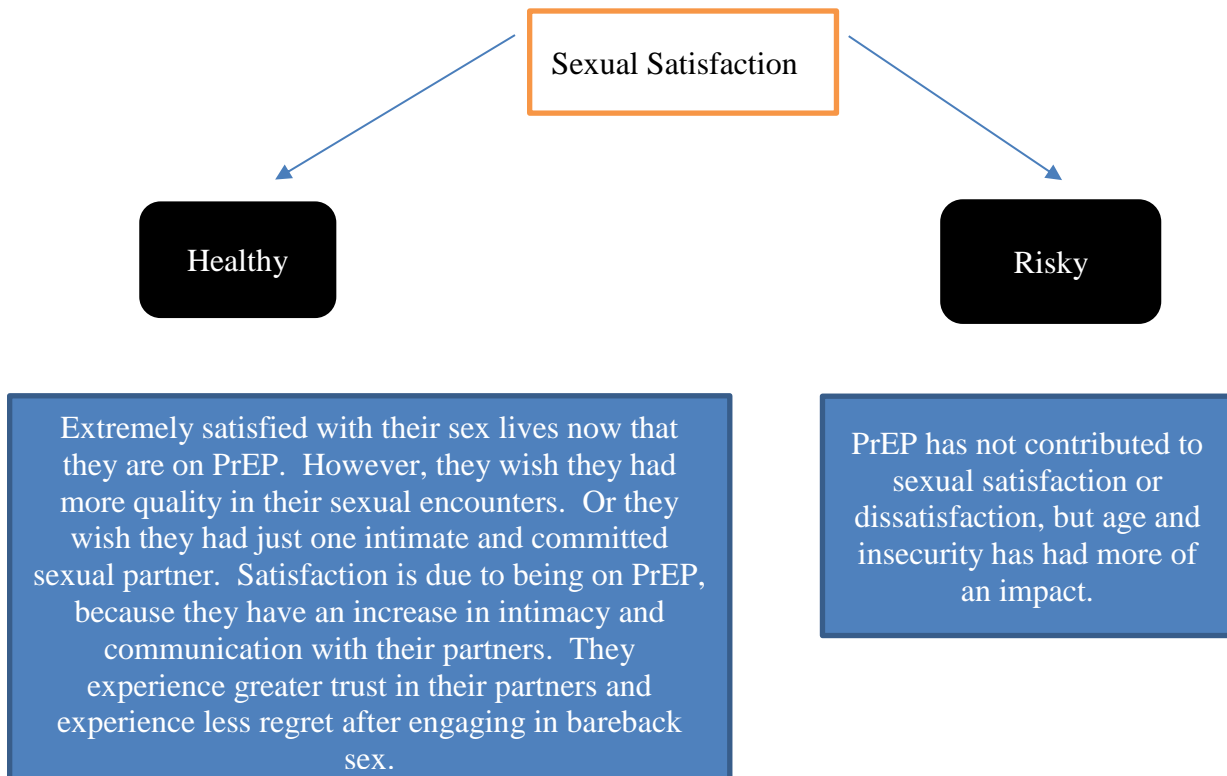 Sexual Satisfaction
Healthy
Risky
Extremely satisfied with their sex lives now that
they are on PrEP.  However, they wish they had
more quality in their sexual encounters.  Or they
wish they had just one intimate and committed
sexual partner.  Satisfaction is due to being on PrEP,
because they have an increase in intimacy and
communication with their partners.  They
experience greater trust in their partners and
experience less regret after engaging in bareback
sex.
PrEP has not contributed to
sexual satisfaction or
dissatisfaction, but age and
insecurity has had more of
an impact.